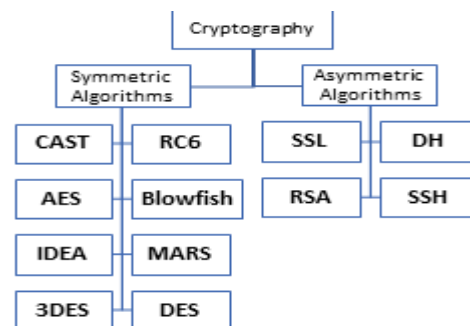 Cryptography
Symmetric
Algorithms
Asymmetric
Algorithms
CAST
RC6
SSL
DH
AES
Blowfish
RSA
SSH
IDEA
MARS
3DES
DES